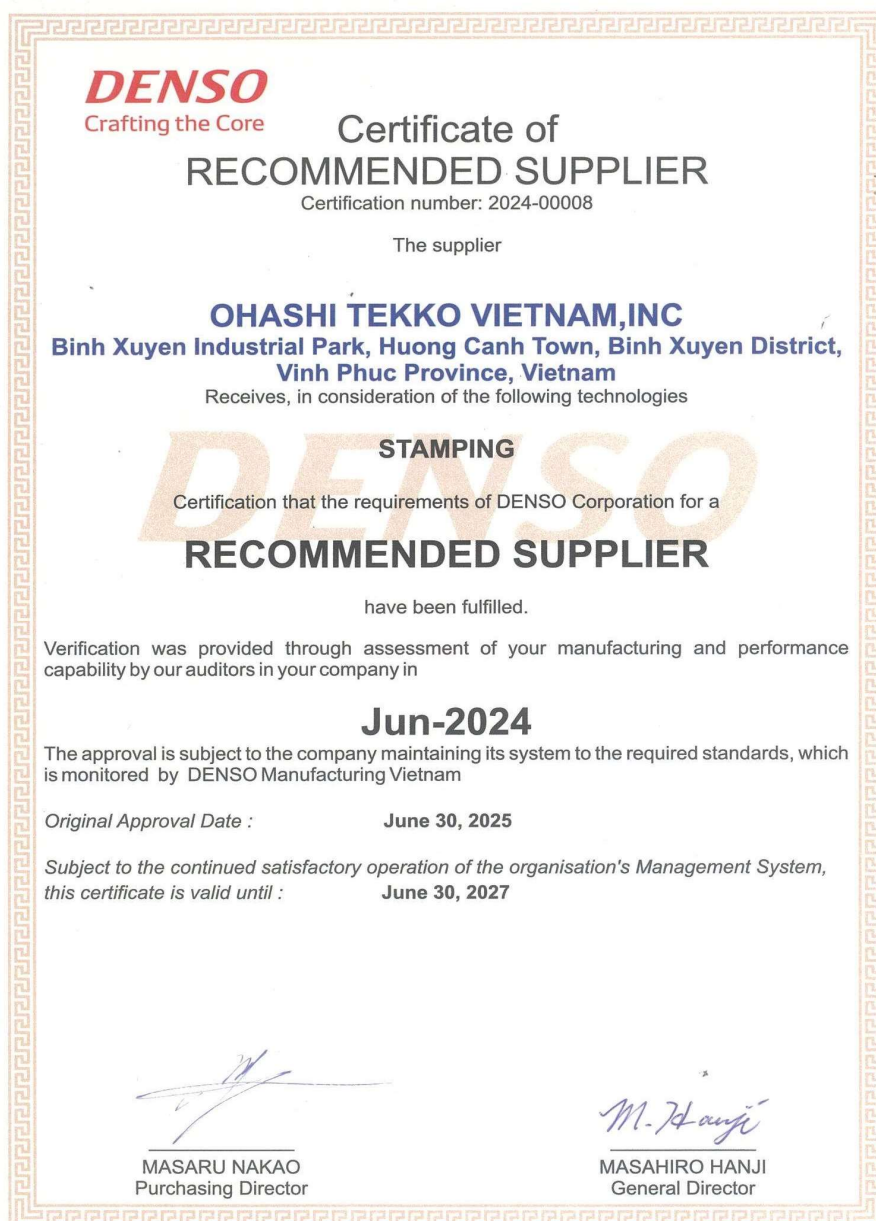 DENSO
Crafting the Core
Certificate of
RECOMMENDED SUPPLIER
Certification number: 2024-00008
The supplier
OHASHI TEKKO VIETNAM,INC
Binh Xuyen Industrial Park, Huong Canh Town, Binh Xuyen District,
Vinh Phuc Province, Vietnam
Receives, in consideration of the following technologies
DENSO
STAMPING
Certification that the requirements of DENSO Corporation for a
RECOMMENDED SUPPLIER
have been fulfilled.
Verification was provided through assessment of your manufacturing and performance
capability by our auditors in your company in
Jun-2024
The approval is subject to the company maintaining its system to the required standards, which
is monitored by DENSO Manufacturing Vietnam
Original Approval Date : June 30, 2025
Subject to the continued satisfactory operation of the organisation's Management System,
this certificate is valid until : June 30, 2027
M. Hanji
MASARU NAKAO
Purchasing Director
MASAHIRO HANJI
General Director